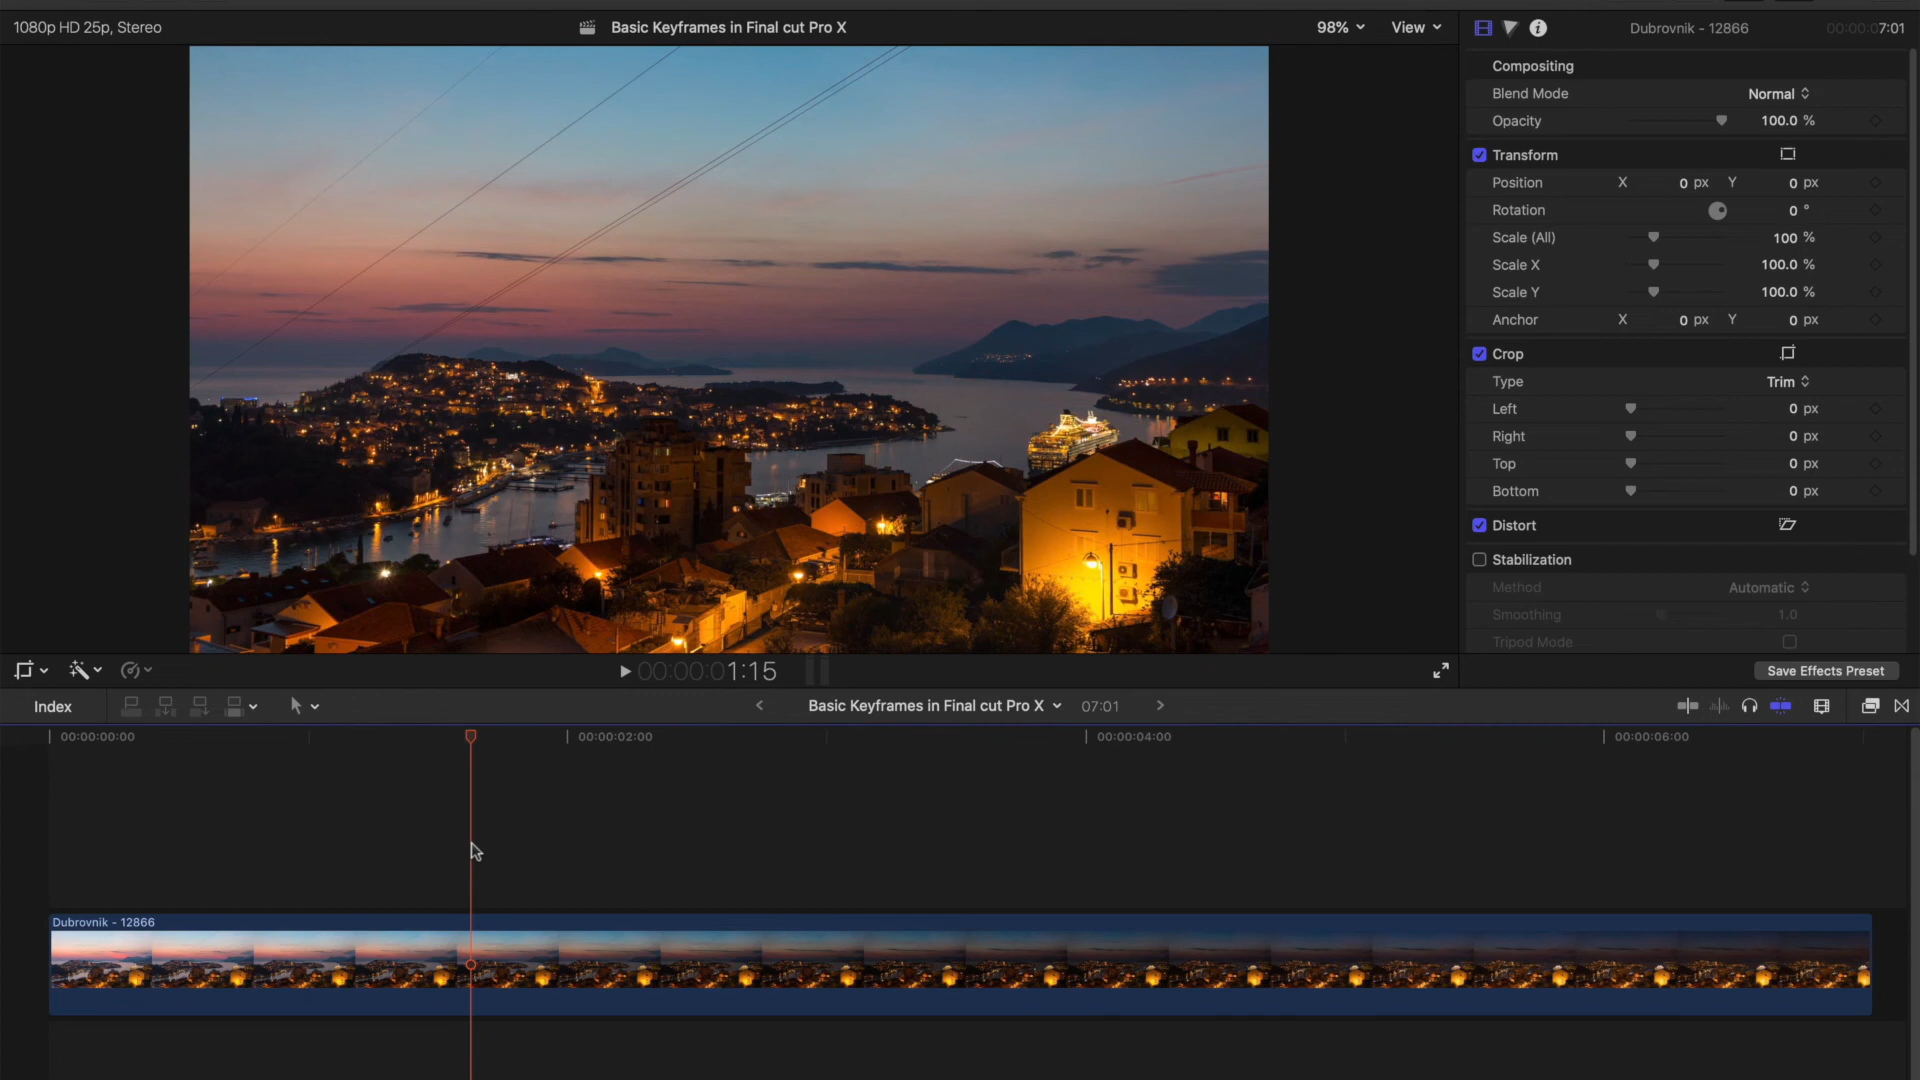 1080p HD 25p, Stereo
Basic Keyframes in Final cut Pro X
98%
View
Dubrovnik - 12866
00:00:07:01
Compositing
Blend Mode Normal
Opacity 100.0 %
Transform
Position X 0 px Y 0 px
Rotation 0 °
Scale (All) 100 %
Scale X 100.0 %
Scale Y 100.0 %
Anchor X 0 px Y 0 px
Crop
Type Trim
Left 0 px
Right 0 px
Top 0 px
Bottom 0 px
Distort
Stabilization
Method Automatic
Smoothing 1.0
Tripod Mode
00:00:01:15
Save Effects Preset
Index
Basic Keyframes in Final cut Pro X
07:01
00:00:00:00
00:00:02:00
00:00:04:00
00:00:06:00
Dubrovnik - 12866